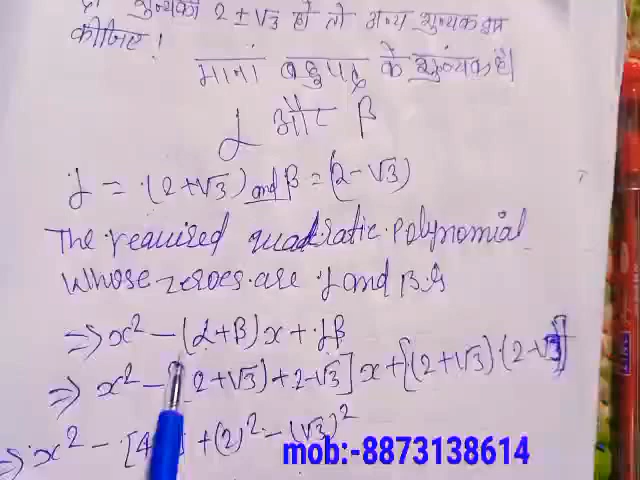 शून्यकों 2 ± √3 हो तो अन्य शून्यक ज्ञात
कीजिए!
माना बहुपद के शून्यक है।
α और β
α = (2+√3) and β = (2-√3)
The required quadratic polynomial
whose zeroes are α and β is
⇒ x² - (α+β)x + αβ
⇒ x² - [2+√3)+2-√3]x + [(2+√3)(2-√3)]
⇒ x² - [4 ] + (2)² - (√3)²
mob:-8873138614